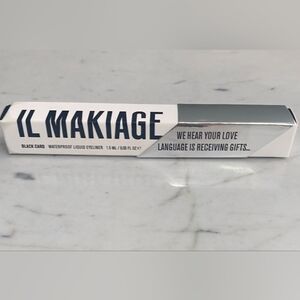 IL MAKIAGE
BLACK CARD WATERPROOF LIQUID EYELINER
WE HEAR YOUR LOVE
LANGUAGE IS RECEIVING GIFTS...